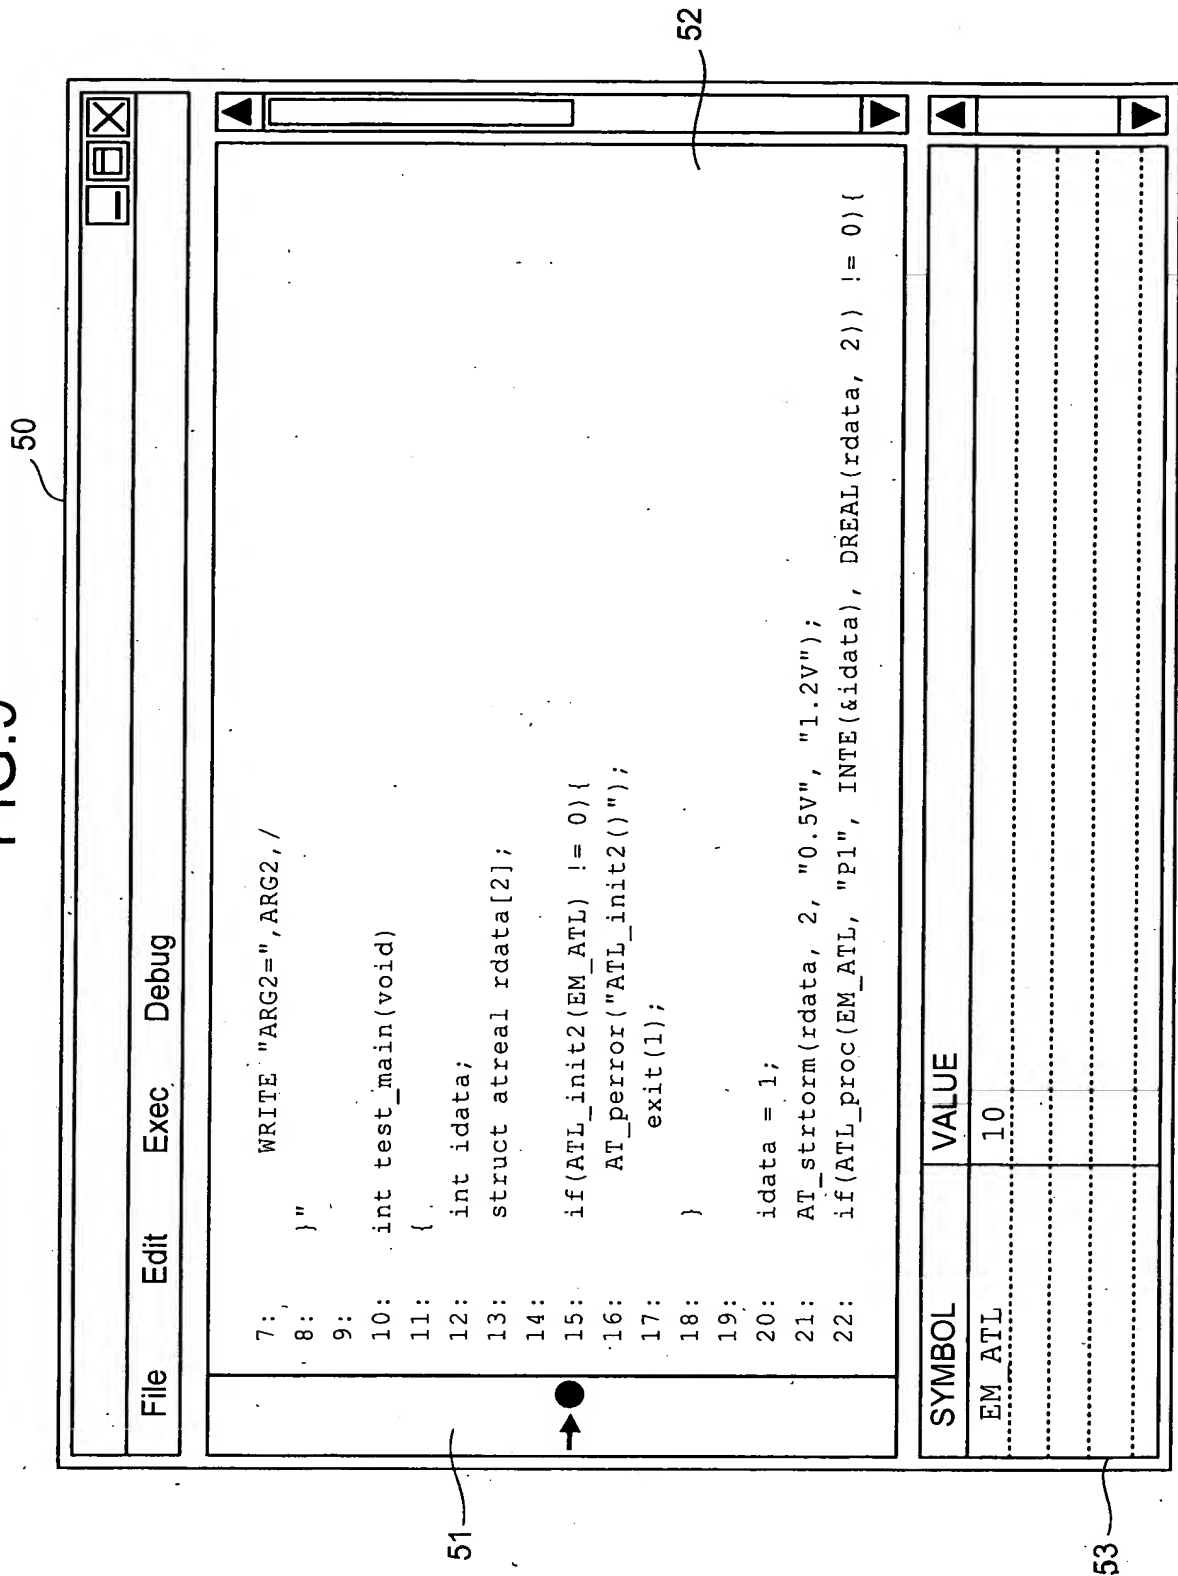 50
File Edit Exec Debug
7: WRITE "ARG2=",ARG2,/
8: }"
9:
10: int test_main(void)
11: {
12: int idata;
13: struct atreal rdata[2];
14:
15: if(ATL_init2(EM_ATL) != 0){
16: AT_perror("ATL_init2()");
17: exit(1);
18: }
19:
20: idata = 1;
21: AT_strtorm(rdata, 2, "0.5V", "1.2V");
22: if(ATL_proc(EM_ATL, "P1", INTE(&idata), DREAL(rdata, 2)) != 0){
51
52
SYMBOL VALUE
EM ATL 10
53